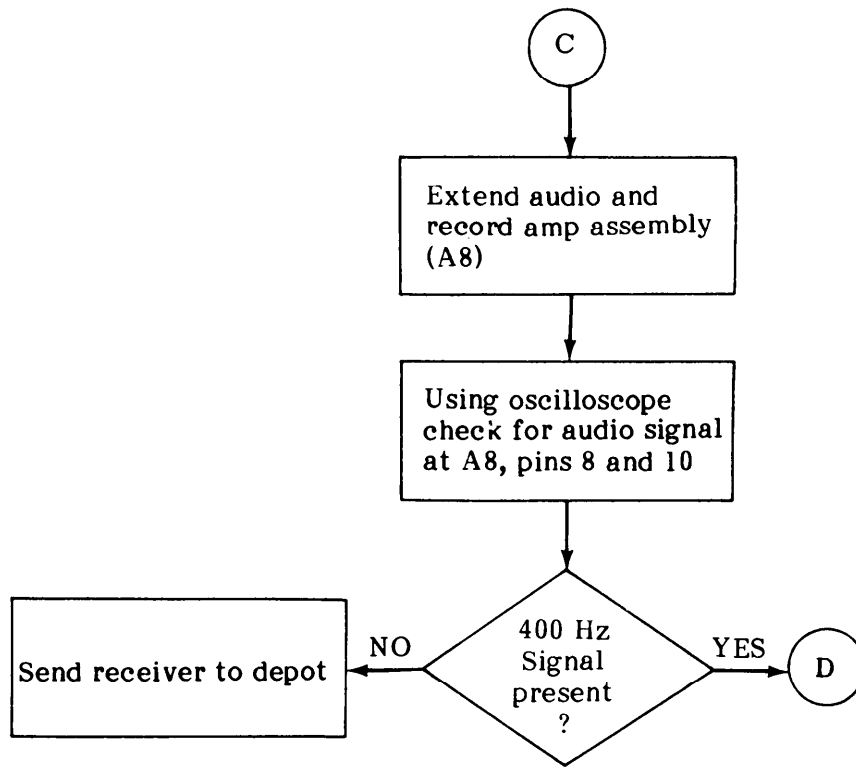 C
Extend audio and
record amp assembly
(A8)
Using oscilloscope
check for audio signal
at A8, pins 8 and 10
400 Hz
Signal
present
?
NO
YES
Send receiver to depot
D